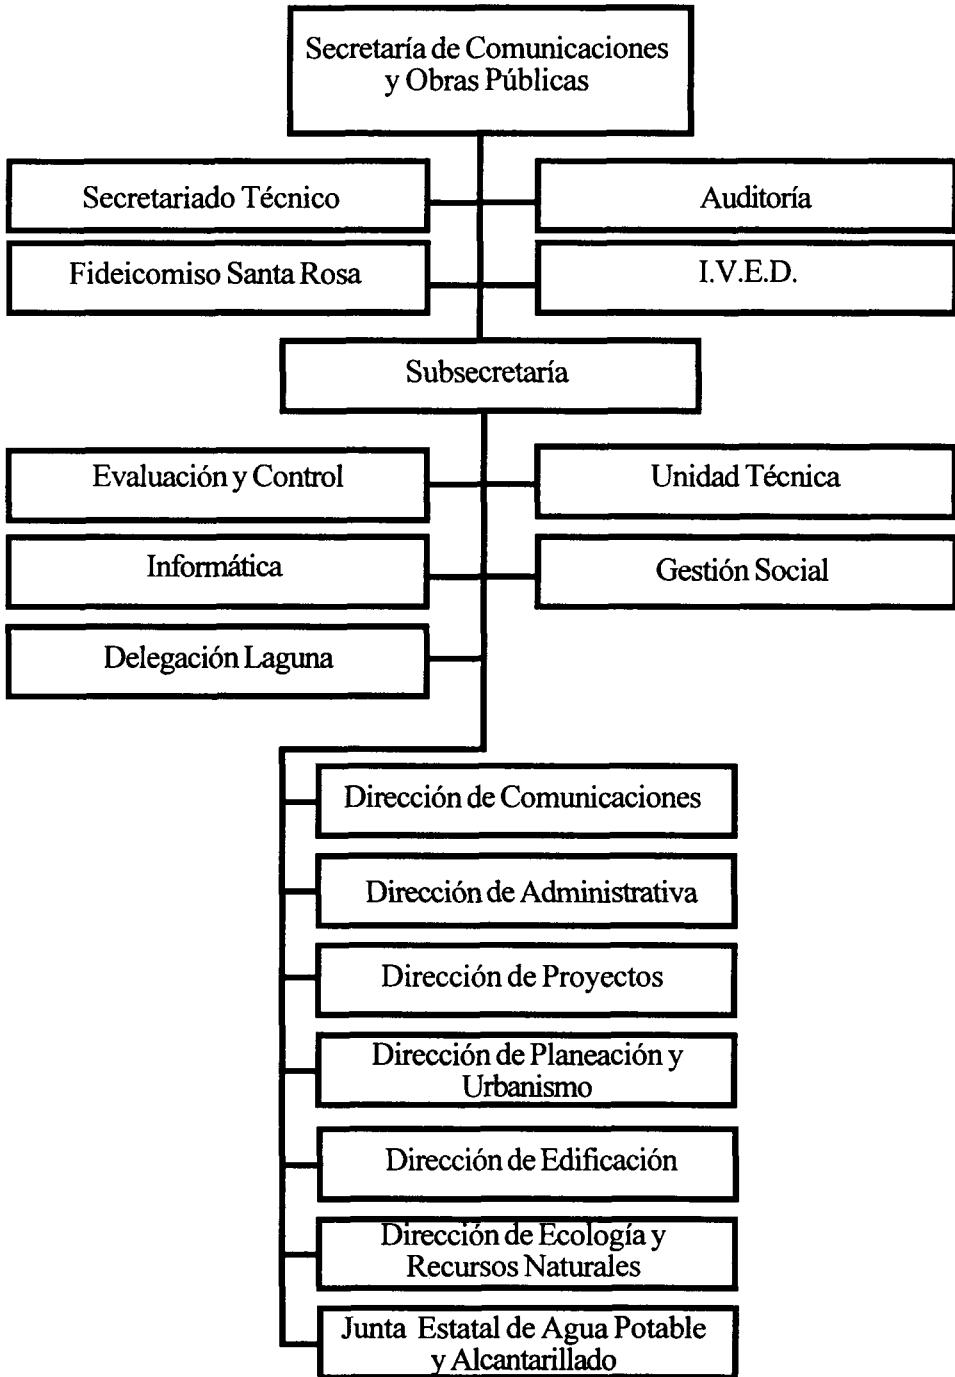 Secretaría de Comunicaciones
y Obras Públicas
Secretariado Técnico
Auditoría
Fideicomiso Santa Rosa
I.V.E.D.
Subsecretaría
Evaluación y Control
Unidad Técnica
Informática
Gestión Social
Delegación Laguna
Dirección de Comunicaciones
Dirección de Administrativa
Dirección de Proyectos
Dirección de Planeación y
Urbanismo
Dirección de Edificación
Dirección de Ecología y
Recursos Naturales
Junta Estatal de Agua Potable
y Alcantarillado